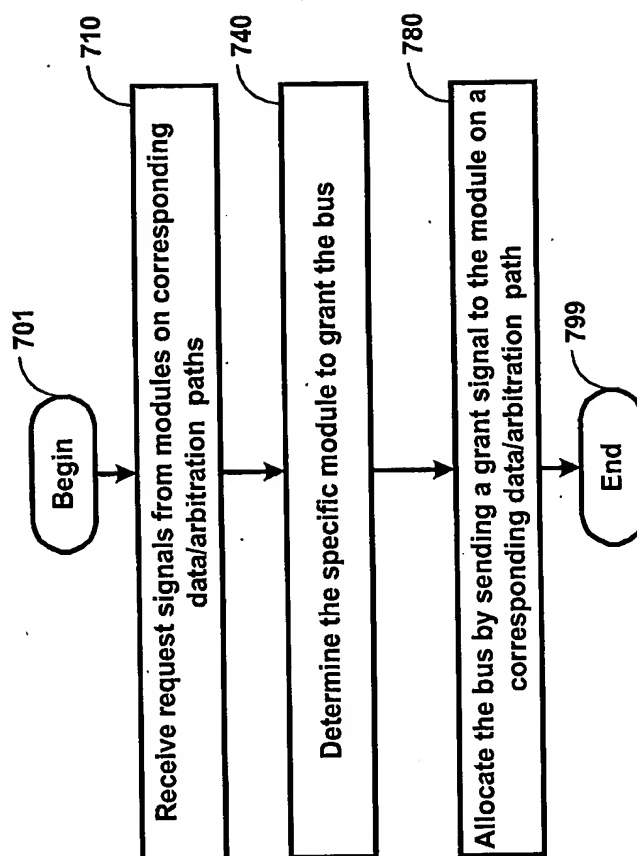 701
Begin
710
Receive request signals from modules on corresponding
data/arbitration paths
740
Determine the specific module to grant the bus
780
Allocate the bus by sending a grant signal to the module on a
corresponding data/arbitration path
799
End